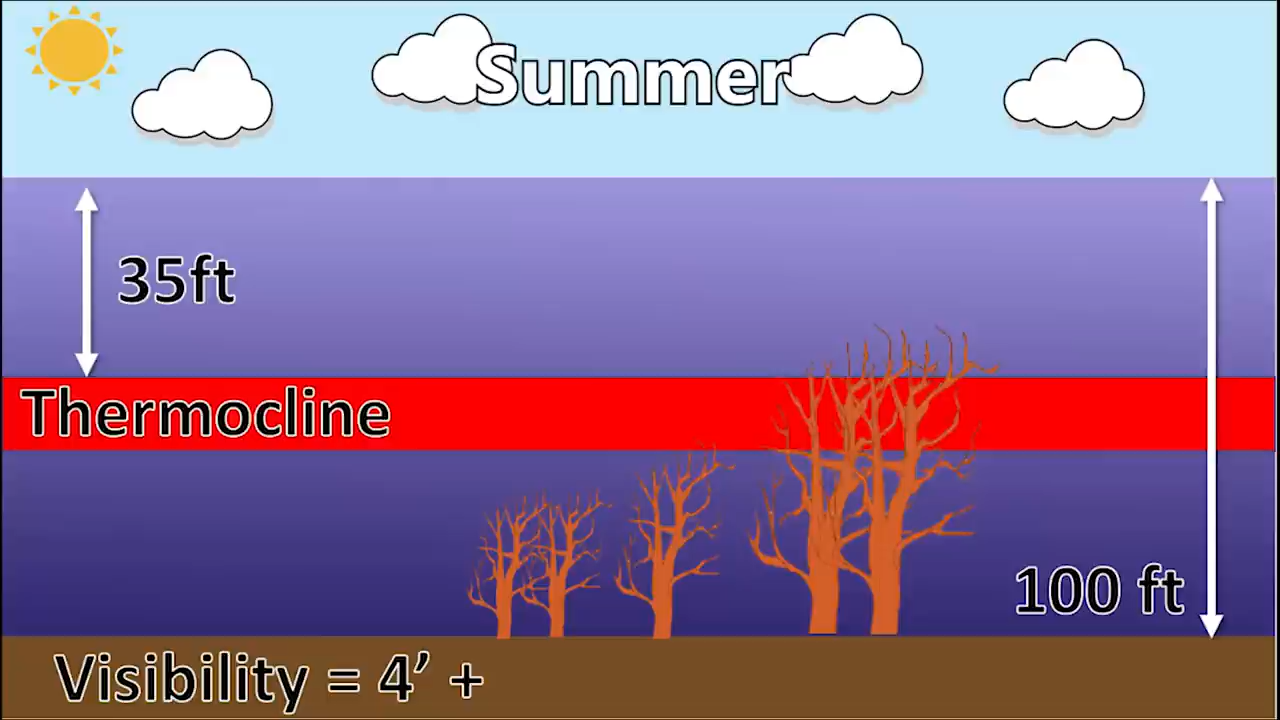 Summer
35ft
Thermocline
100 ft
Visibility = 4’ +